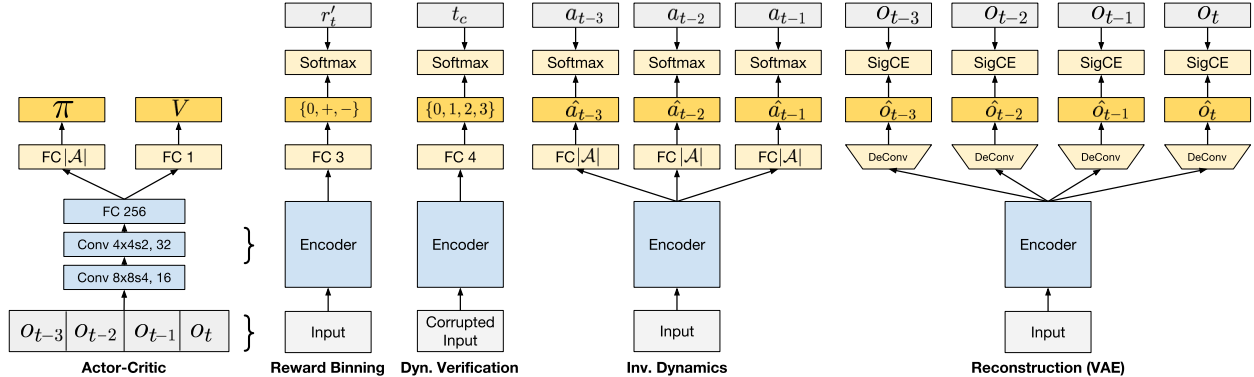 π V
FC |𝒜| FC 1
FC 256
Conv 4x4s2, 32
Conv 8x8s4, 16
o_{t−3} o_{t−2} o_{t−1} o_t
}
}
Actor-Critic
r′_t
Softmax
{0, +, −}
FC 3
Encoder
Input
Reward Binning
t_c
Softmax
{0, 1, 2, 3}
FC 4
Encoder
Corrupted
Input
Dyn. Verification
a_{t−3} a_{t−2} a_{t−1}
Softmax Softmax Softmax
â_{t−3} â_{t−2} â_{t−1}
FC |𝒜| FC |𝒜| FC |𝒜|
Encoder
Input
Inv. Dynamics
o_{t−3} o_{t−2} o_{t−1} o_t
SigCE SigCE SigCE SigCE
ô_{t−3} ô_{t−2} ô_{t−1} ô_t
DeConv DeConv DeConv DeConv
Encoder
Input
Reconstruction (VAE)